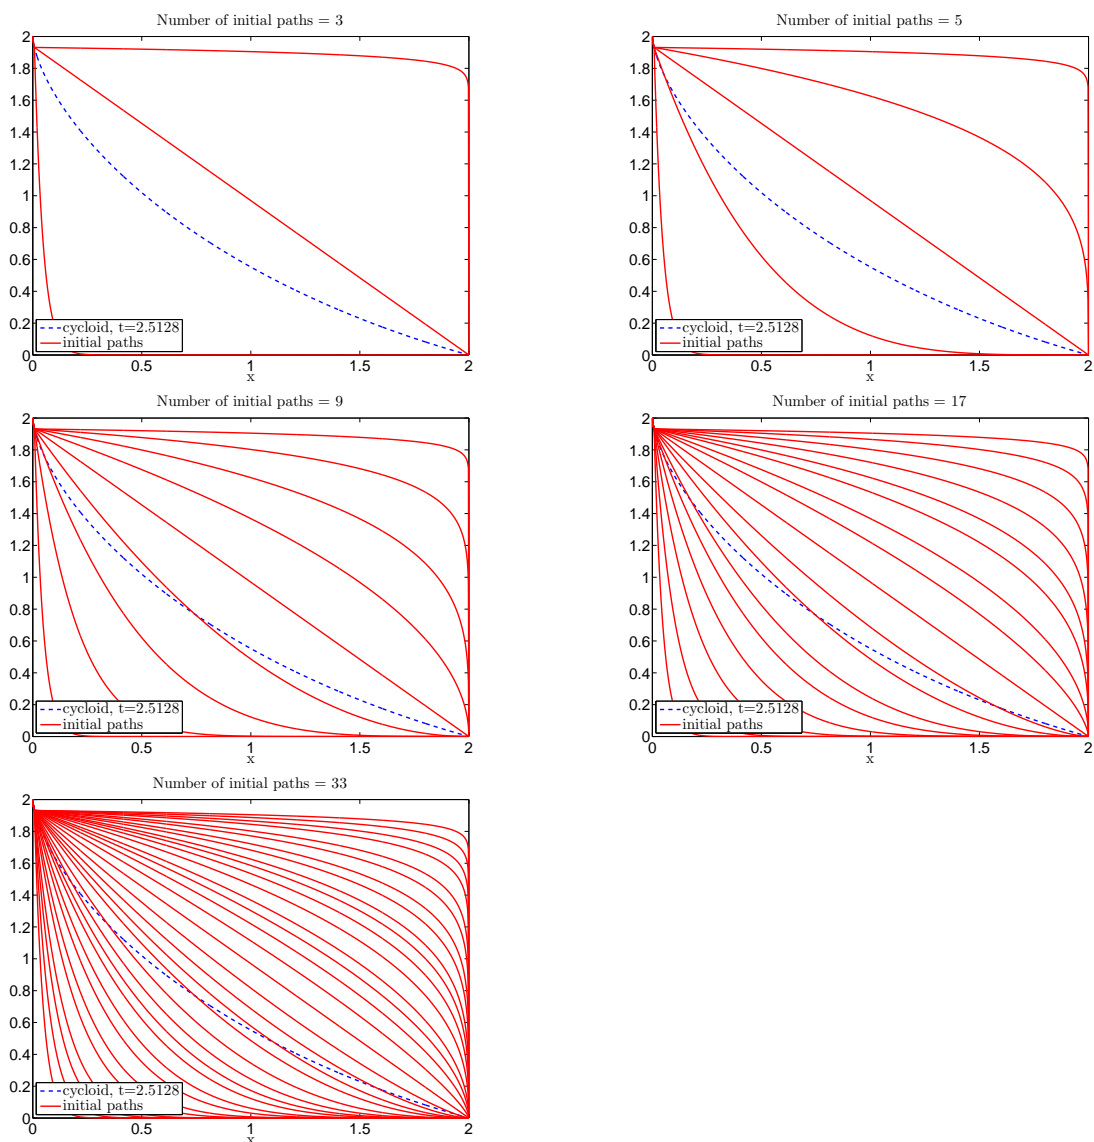 Number of initial paths = 3
2
1.8
1.6
1.4
1.2
1
0.8
0.6
0.4
0.2
0
cycloid, t=2.5128
initial paths
0 0.5 1 1.5 2
x
Number of initial paths = 5
2
1.8
1.6
1.4
1.2
1
0.8
0.6
0.4
0.2
0
cycloid, t=2.5128
initial paths
0 0.5 1 1.5 2
x
Number of initial paths = 9
2
1.8
1.6
1.4
1.2
1
0.8
0.6
0.4
0.2
0
cycloid, t=2.5128
initial paths
0 0.5 1 1.5 2
x
Number of initial paths = 17
2
1.8
1.6
1.4
1.2
1
0.8
0.6
0.4
0.2
0
cycloid, t=2.5128
initial paths
0 0.5 1 1.5 2
x
Number of initial paths = 33
2
1.8
1.6
1.4
1.2
1
0.8
0.6
0.4
0.2
0
cycloid, t=2.5128
initial paths
0 0.5 1 1.5 2
x